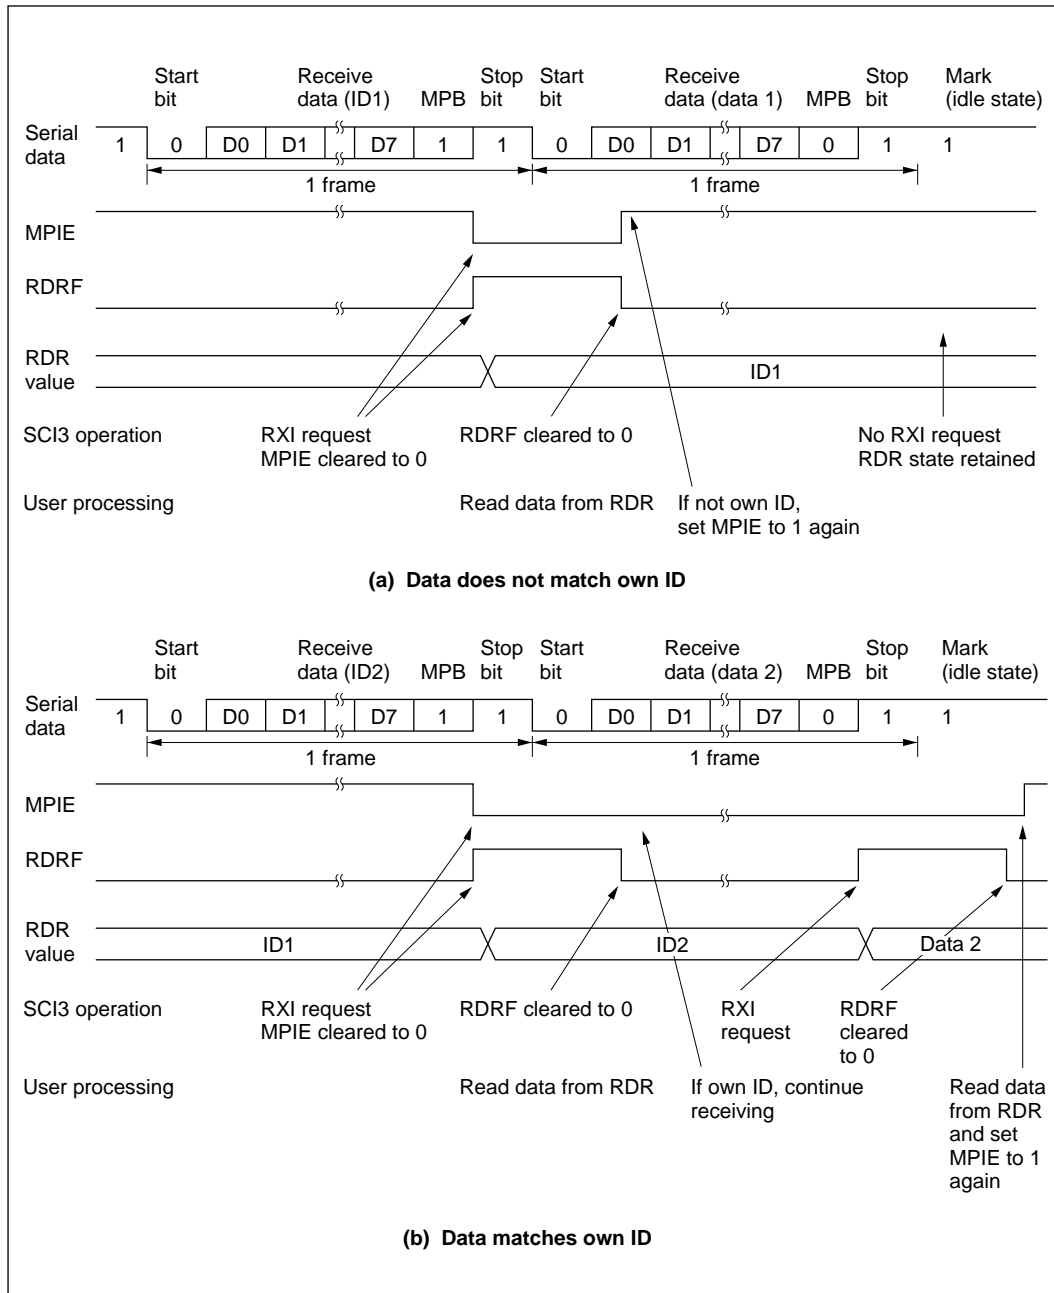 Start Receive Stop Start Receive Stop Mark
bit data (ID1) MPB bit bit data (data 1) MPB bit (idle state)
Serial
data 1 0 D0 D1 D7 1 1 0 D0 D1 D7 0 1 1
1 frame 1 frame
MPIE
RDRF
RDR
value ID1
SCI3 operation RXI request RDRF cleared to 0 No RXI request
MPIE cleared to 0 RDR state retained
User processing Read data from RDR If not own ID,
set MPIE to 1 again
(a) Data does not match own ID
Start Receive Stop Start Receive Stop Mark
bit data (ID2) MPB bit bit data (data 2) MPB bit (idle state)
Serial
data 1 0 D0 D1 D7 1 1 0 D0 D1 D7 0 1 1
1 frame 1 frame
MPIE
RDRF
RDR
value ID1 ID2 Data 2
SCI3 operation RXI request RDRF cleared to 0 RXI RDRF
MPIE cleared to 0 request cleared
to 0
User processing Read data from RDR If own ID, continue Read data
receiving from RDR
and set
MPIE to 1
again
(b) Data matches own ID